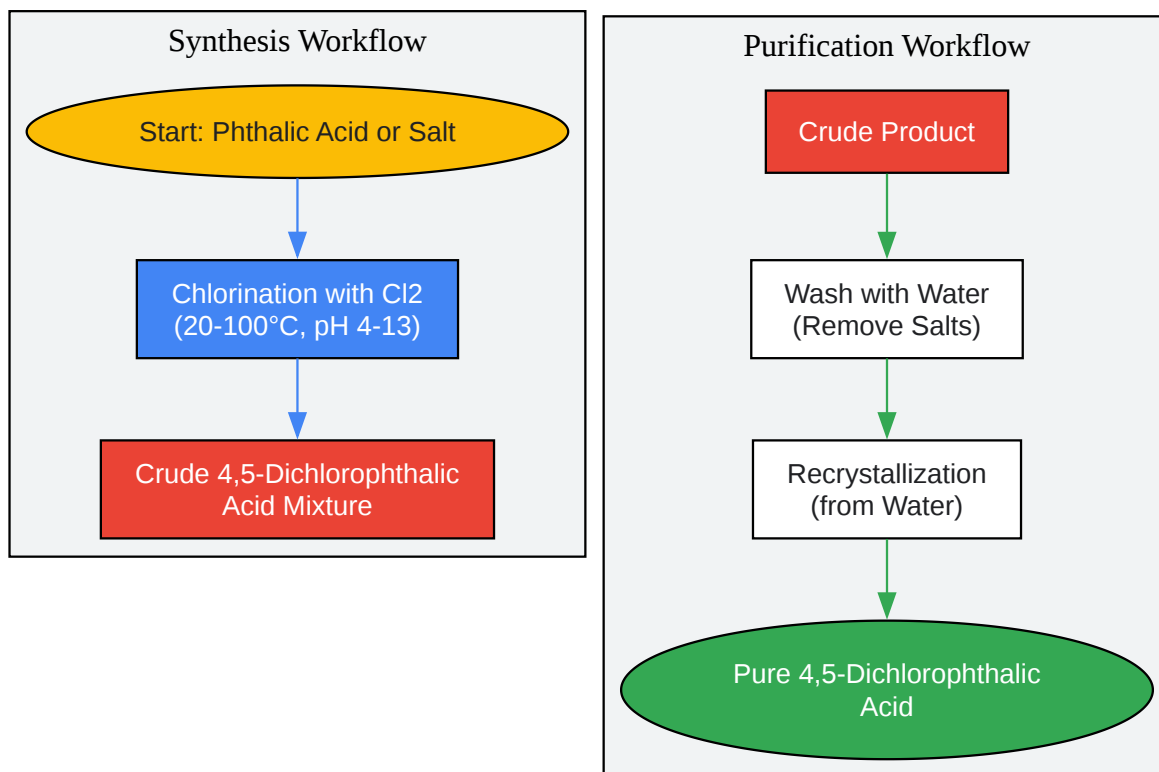 Synthesis Workflow
Start: Phthalic Acid or Salt
Chlorination with Cl2
(20-100°C, pH 4-13)
Crude 4,5-Dichlorophthalic
Acid Mixture
Purification Workflow
Crude Product
Wash with Water
(Remove Salts)
Recrystallization
(from Water)
Pure 4,5-Dichlorophthalic
Acid